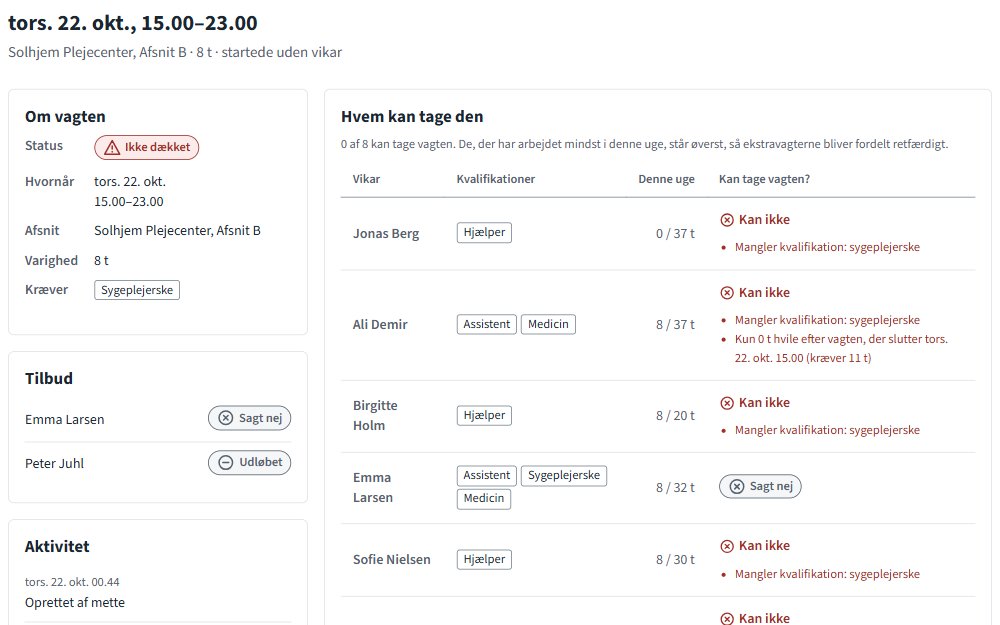 tors. 22. okt., 15.00–23.00
Solhjem Plejecenter, Afsnit B · 8 t · startede uden vikar
Om vagten
Status Ikke dækket
Hvornår tors. 22. okt.
15.00–23.00
Afsnit Solhjem Plejecenter, Afsnit B
Varighed 8 t
Kræver Sygeplejerske
Tilbud
Emma Larsen Sagt nej
Peter Juhl Udløbet
Aktivitet
tors. 22. okt. 00.44
Oprettet af mette
Hvem kan tage den
0 af 8 kan tage vagten. De, der har arbejdet mindst i denne uge, står øverst, så ekstravagterne bliver fordelt retfærdigt.
Vikar Kvalifikationer Denne uge Kan tage vagten?
Jonas Berg Hjælper 0 / 37 t Kan ikke
Mangler kvalifikation: sygeplejerske
Ali Demir Assistent Medicin 8 / 37 t Kan ikke
Mangler kvalifikation: sygeplejerske
Kun 0 t hvile efter vagten, der slutter tors.
22. okt. 15.00 (kræver 11 t)
Birgitte
Holm Hjælper 8 / 20 t Kan ikke
Mangler kvalifikation: sygeplejerske
Emma
Larsen Assistent Sygeplejerske
Medicin 8 / 32 t Sagt nej
Sofie Nielsen Hjælper 8 / 30 t Kan ikke
Mangler kvalifikation: sygeplejerske
Kan ikke